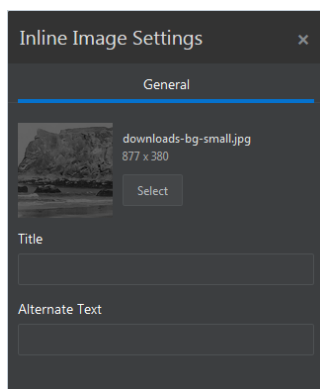 Inline Image Settings ×
General
downloads-bg-small.jpg
877 x 380
Select
Title
Alternate Text